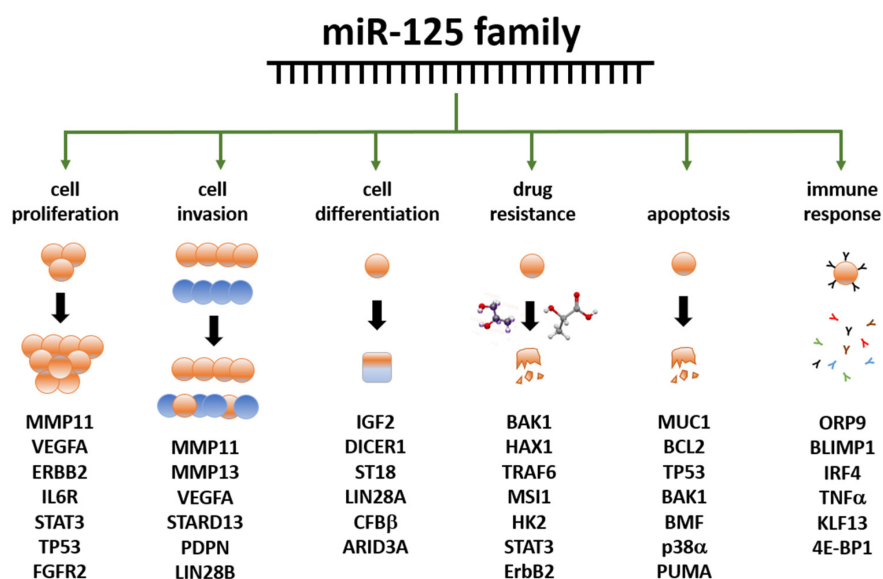 miR-125 family
cell
proliferation
MMP11
VEGFA
ERBB2
IL6R
STAT3
TP53
FGFR2
cell
invasion
MMP11
MMP13
VEGFA
STARD13
PDPN
LIN28B
cell
differentiation
IGF2
DICER1
ST18
LIN28A
CFBβ
ARID3A
drug
resistance
BAK1
HAX1
TRAF6
MSI1
HK2
STAT3
ErbB2
apoptosis
MUC1
BCL2
TP53
BAK1
BMF
p38α
PUMA
immune
response
ORP9
BLIMP1
IRF4
TNFα
KLF13
4E-BP1